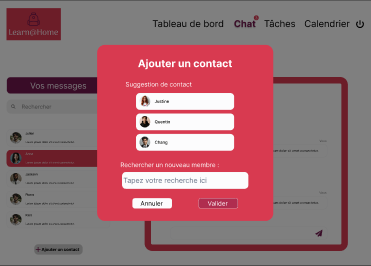 Learn@Home
Tableau de bord
Chat
Tâches
Calendrier
Ajouter un contact
Suggestion de contact
Justine
Quentin
Chang
Rechercher un nouveau membre :
Tapez votre recherche ici
Annuler
Valider
Vos messages
Rechercher
+ Ajouter un contact